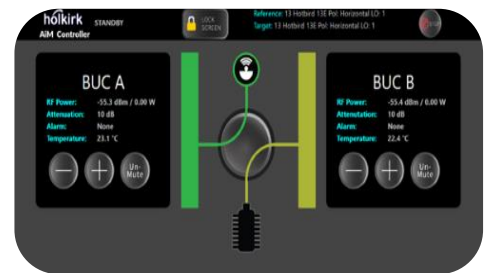 holkirk STANDBY
AiM Controller
LOCK
SCREEN
Reference: 13 Hotbird 13E Pol: Horizontal LO: 1
Target: 13 Hotbird 13E Pol: Horizontal LO: 1
BUC A
RF Power: -55.3 dBm / 0.00 W
Attenuation: 10 dB
Alarm: None
Temperature: 23.1 °C
Un-
Mute
BUC B
RF Power: -55.4 dBm / 0.00 W
Attenutation: 10 dB
Alarm: None
Temperature: 22.4 °C
Un-
Mute